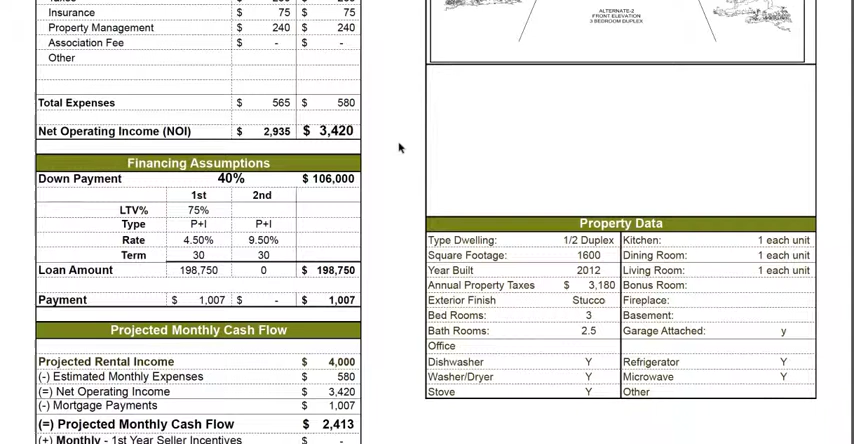 Insurance $ 75 $ 75
Property Management $ 240 $ 240
Association Fee $ - $ -
Other
Total Expenses $ 565 $ 580
Net Operating Income (NOI) $ 2,935 $ 3,420
Financing Assumptions
Down Payment 40% $ 106,000
1st 2nd
LTV% 75%
Type P+I P+I
Rate 4.50% 9.50%
Term 30 30
Loan Amount 198,750 0 $ 198,750
Payment $ 1,007 $ - $ 1,007
Projected Monthly Cash Flow
Projected Rental Income $ 4,000
(-) Estimated Monthly Expenses $ 580
(=) Net Operating Income $ 3,420
(-) Mortgage Payments $ 1,007
(=) Projected Monthly Cash Flow $ 2,413
(+) Monthly - 1st Year Seller Incentives $ -
ALTERNATE-2
FRONT ELEVATION
3 BEDROOM DUPLEX
Property Data
Type Dwelling: 1/2 Duplex Kitchen: 1 each unit
Square Footage: 1600 Dining Room: 1 each unit
Year Built 2012 Living Room: 1 each unit
Annual Property Taxes $ 3,180 Bonus Room:
Exterior Finish Stucco Fireplace:
Bed Rooms: 3 Basement:
Bath Rooms: 2.5 Garage Attached: y
Office
Dishwasher Y Refrigerator Y
Washer/Dryer Y Microwave Y
Stove Y Other